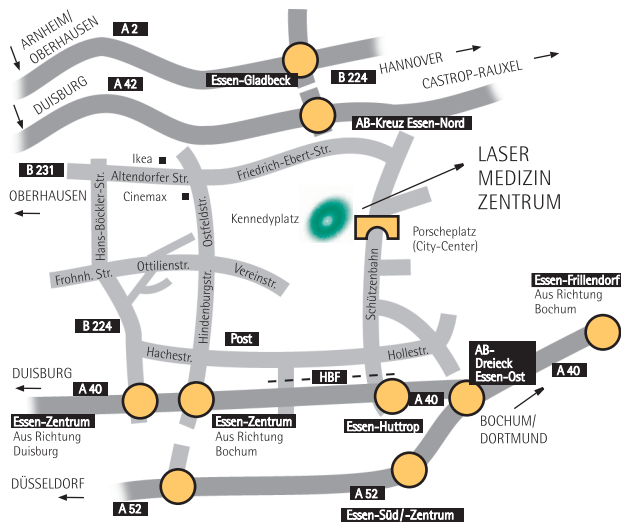 ARNHEIM/
OBERHAUSEN
A 2
Essen-Gladbeck
B 224
HANNOVER
CASTROP-RAUXEL
DUISBURG
A 42
AB-Kreuz Essen-Nord
B 231
Ikea
Altendorfer Str.
Friedrich-Ebert-Str.
Cinemax
OBERHAUSEN
Hans-Böckler-Str.
Ostfeldstr.
Kennedyplatz
LASER
MEDIZIN
ZENTRUM
Porscheplatz
(City-Center)
Frohnh. Str.
Ottilienstr.
Vereinstr.
Hindenburgstr.
Schützenbahn
Essen-Frillendorf
Aus Richtung
Bochum
B 224
Post
Hachestr.
Hollestr.
AB-
Dreieck
Essen-Ost
A 40
DUISBURG
A 40
HBF
A 40
Essen-Zentrum
Aus Richtung
Duisburg
Essen-Zentrum
Aus Richtung
Bochum
Essen-Huttrop
BOCHUM/
DORTMUND
DÜSSELDORF
A 52
A 52
Essen-Süd/-Zentrum